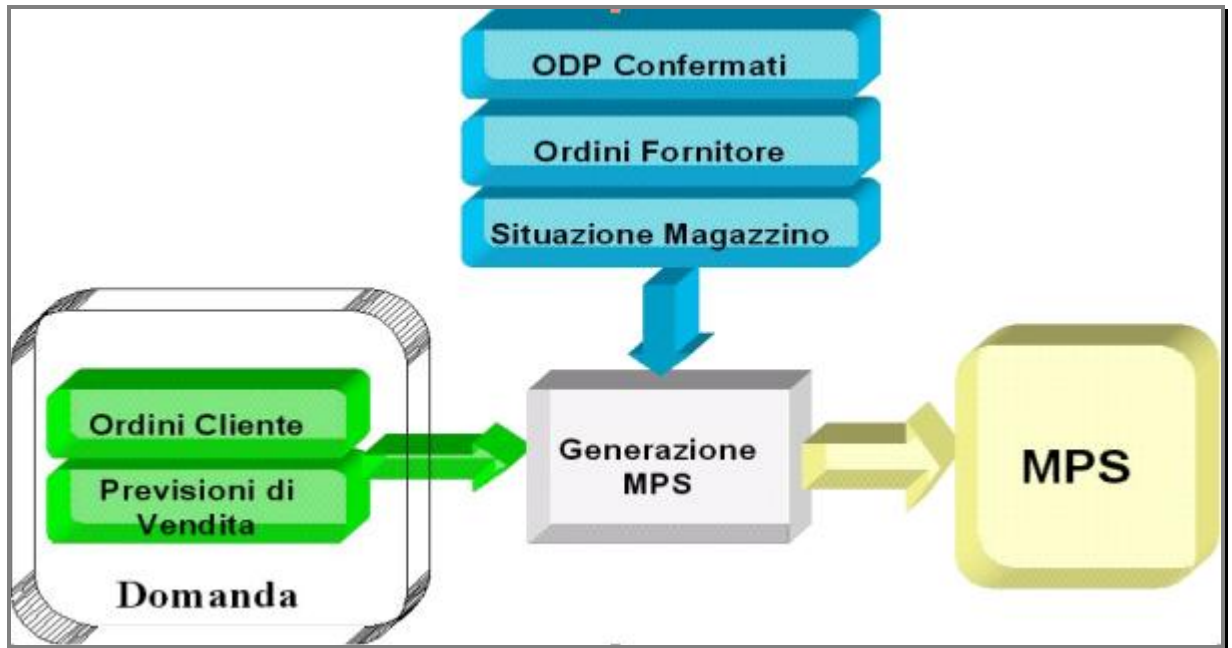 ODP Confermati
Ordini Fornitore
Situazione Magazzino
Ordini Cliente
Previsioni di
Vendita
Domanda
Generazione
MPS
MPS